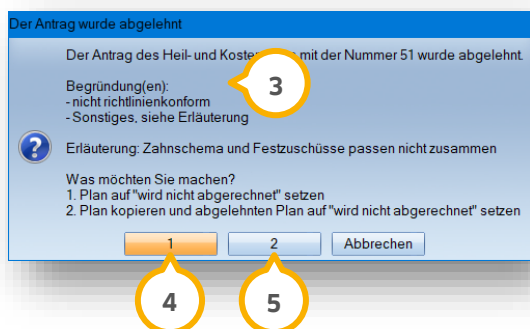 Der Antrag wurde abgelehnt
Der Antrag des Heil- und Koste mit der Nummer 51 wurde abgelehnt.
Begründung(en):
- nicht richtlinienkonform
- Sonstiges, siehe Erläuterung
3
Erläuterung: Zahnschema und Festzuschüsse passen nicht zusammen
Was möchten Sie machen?
1. Plan auf "wird nicht abgerechnet" setzen
2. Plan kopieren und abgelehnten Plan auf "wird nicht abgerechnet" setzen
1 2 Abbrechen
4 5